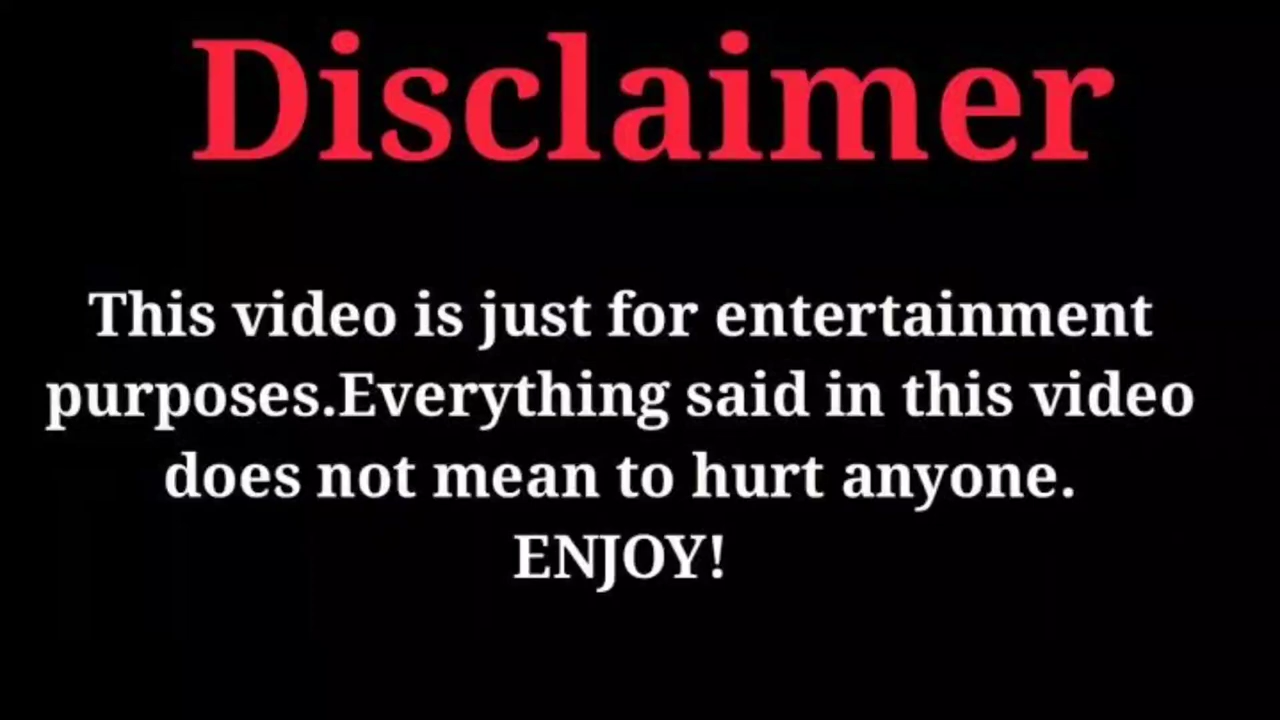 Disclaimer
This video is just for entertainment
purposes.Everything said in this video
does not mean to hurt anyone.
ENJOY!